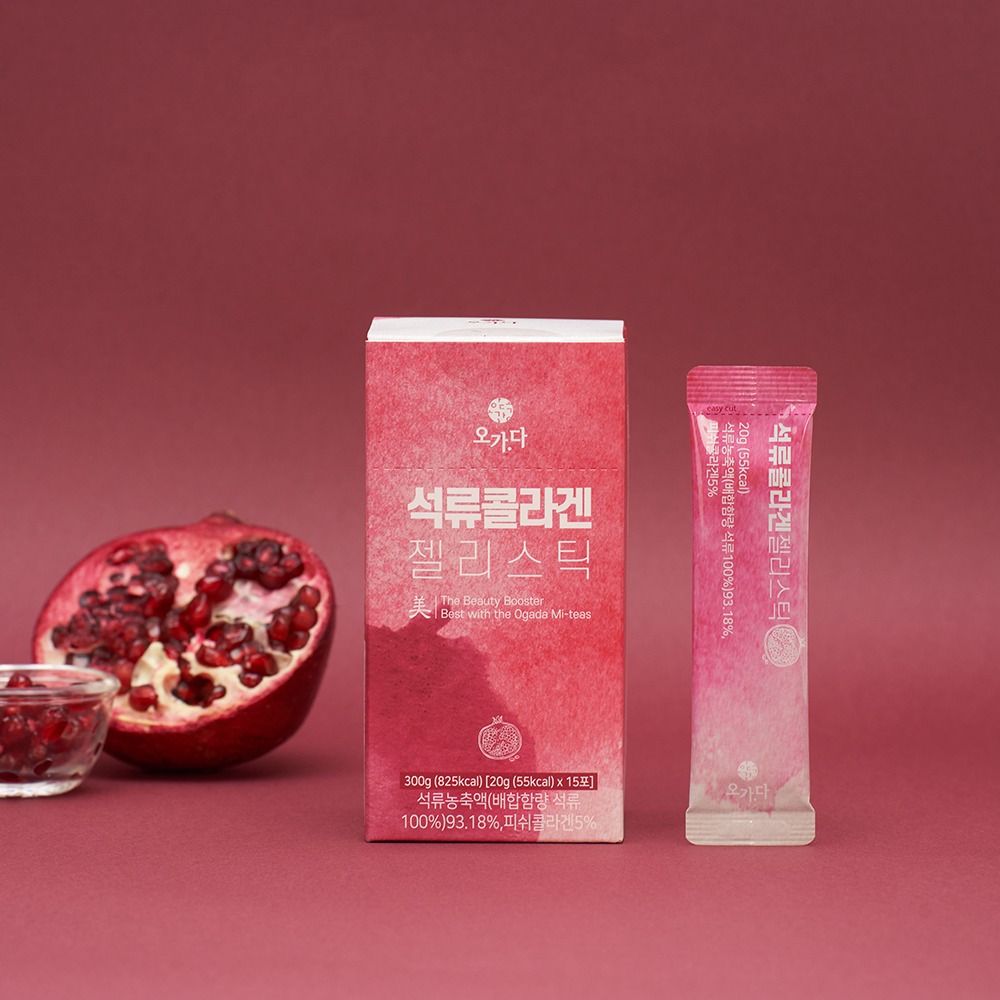 오가다
석류콜라겐
젤리스틱
美 The Beauty Booster
Best with the Ogada Mi-teas
300g (825kcal) [20g (55kcal) x 15포]
석류농축액(배합함량 석류
100%)93.18%,피쉬콜라겐5%
easy cut
석류콜라겐젤리스틱
20g (55kcal)
석류농축액(배합함량 석류100%)93.18%,
피쉬콜라겐5%
오가다